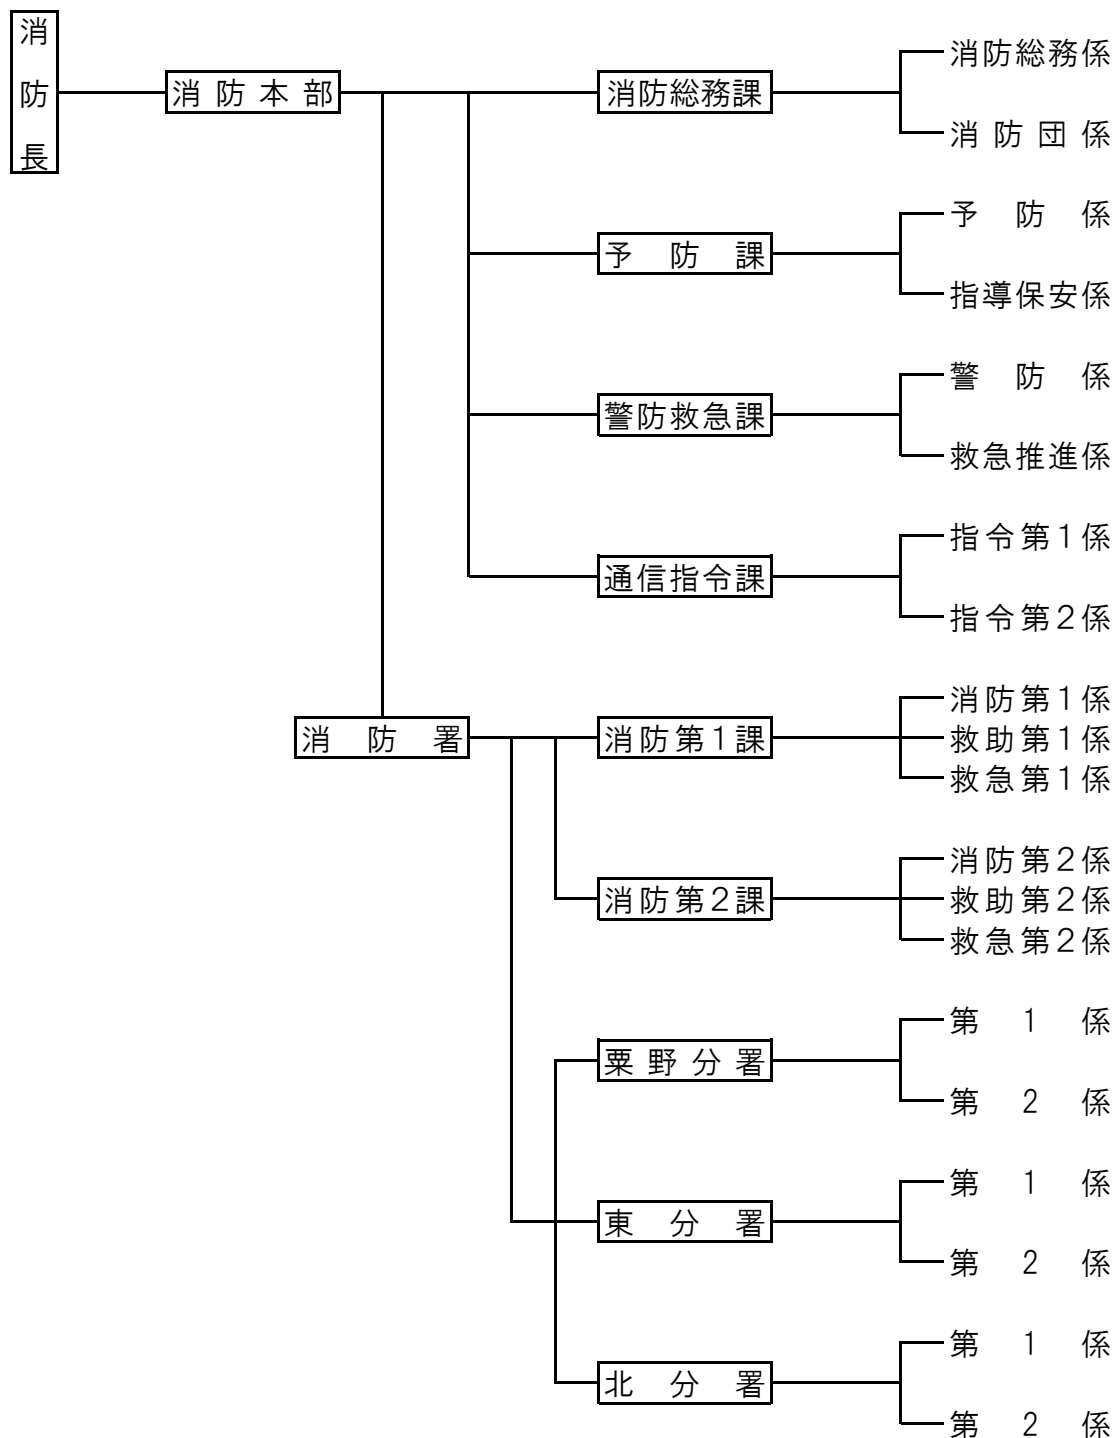 消防長
消防本部
消防総務課
消防総務係
消防団係
予防課
予防係
指導保安係
警防救急課
警防係
救急推進係
通信指令課
指令第1係
指令第2係
消防署
消防第1課
消防第1係
救助第1係
救急第1係
消防第2課
消防第2係
救助第2係
救急第2係
粟野分署
第1係
第2係
東分署
第1係
第2係
北分署
第1係
第2係